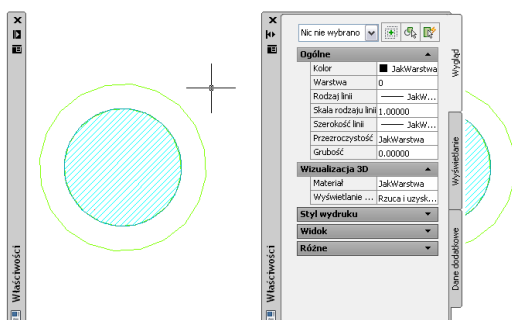 Właściwości
Właściwości
Nic nie wybrano
Ogólne
Kolor JakWarstwa
Warstwa 0
Rodzaj linii JakW...
Skala rodzaju linii 1.00000
Szerokość linii JakW...
Przezroczystość JakWarstwa
Grubość 0.00000
Wizualizacja 3D
Materiał JakWarstwa
Wyświetlanie ... Rzuca i uzysk...
Styl wydruku
Widok
Różne
Wygląd
Wyświetlanie
Dane dodatkowe